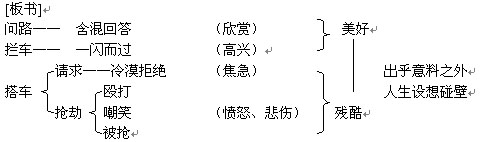 [板书]
问路—— 含混回答 （欣赏） 美好
拦车—— 一闪而过 （高兴）
请求——冷漠拒绝 （焦急） 出乎意料之外
搭车 殴打 人生设想碰壁
抢劫 嘲笑 （愤怒、悲伤） 残酷
被抢